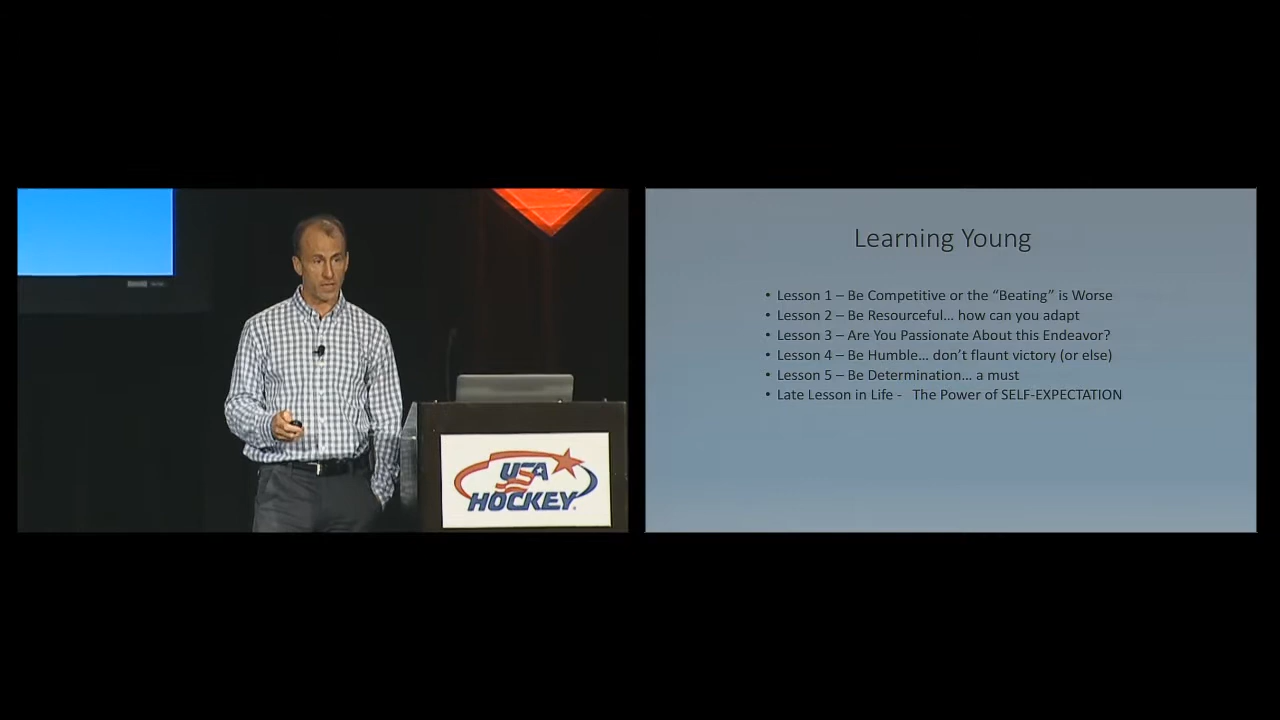 USA
HOCKEY
Learning Young
• Lesson 1 – Be Competitive or the “Beating” is Worse
• Lesson 2 – Be Resourceful… how can you adapt
• Lesson 3 – Are You Passionate About this Endeavor?
• Lesson 4 – Be Humble… don’t flaunt victory (or else)
• Lesson 5 – Be Determination… a must
• Late Lesson in Life - The Power of SELF-EXPECTATION